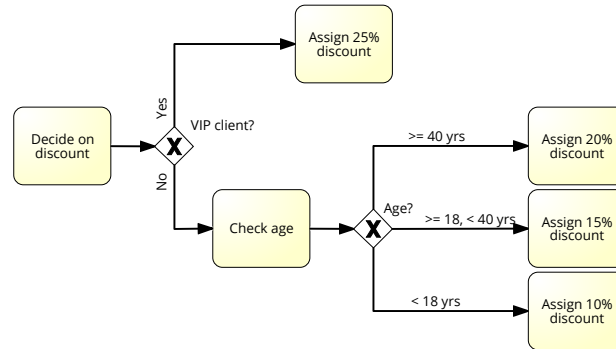 Assign 25%
discount
Yes
VIP client?
Decide on
discount
No
>= 40 yrs
Assign 20%
discount
Age?
Check age
>= 18, < 40 yrs
Assign 15%
discount
< 18 yrs
Assign 10%
discount